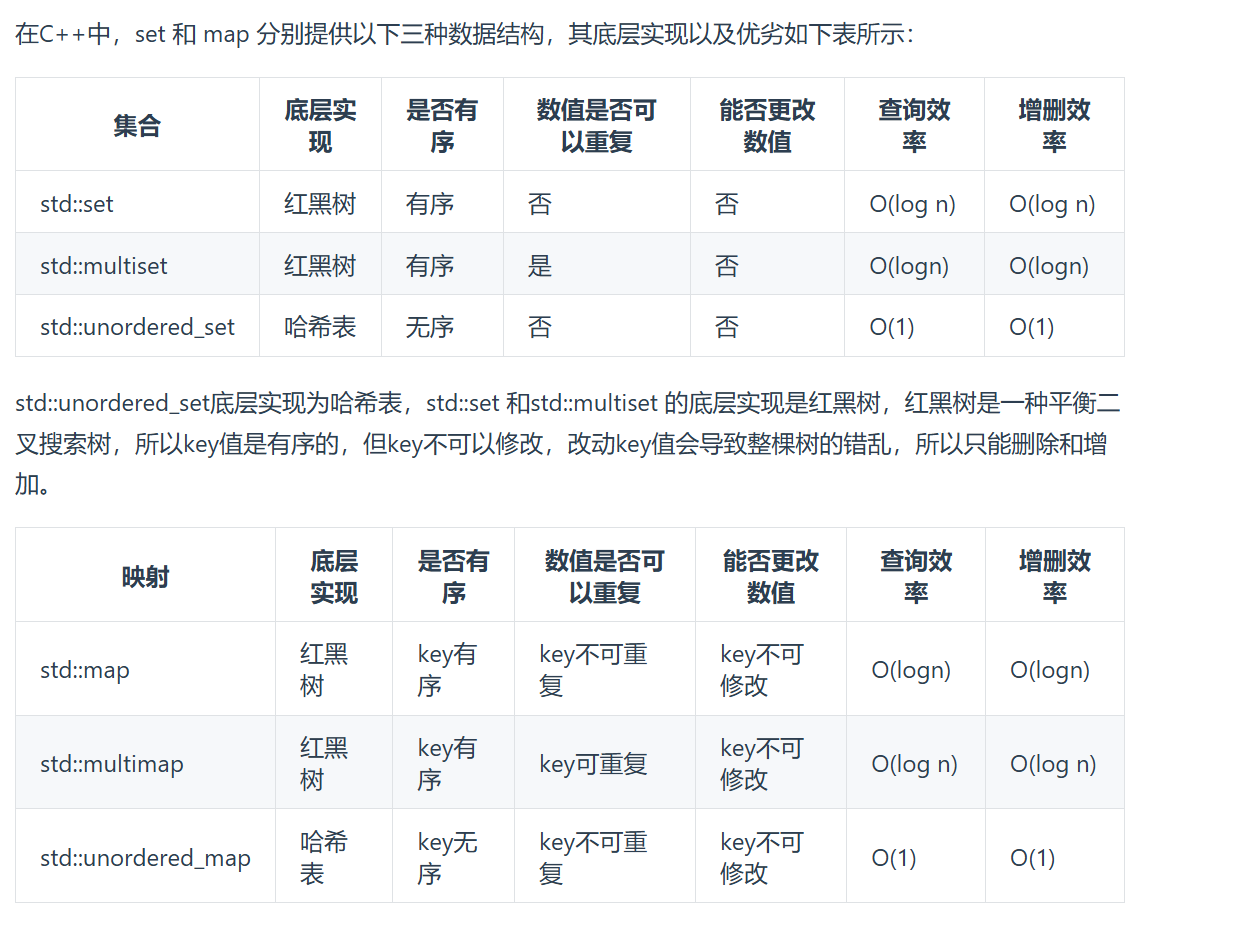 在C++中，set 和 map 分别提供以下三种数据结构，其底层实现以及优劣如下表所示：
集合 底层实现 是否有序 数值是否可以重复 能否更改数值 查询效率 增删效率
std::set 红黑树 有序 否 否 O(log n) O(log n)
std::multiset 红黑树 有序 是 否 O(logn) O(logn)
std::unordered_set 哈希表 无序 否 否 O(1) O(1)
std::unordered_set底层实现为哈希表，std::set 和std::multiset 的底层实现是红黑树，红黑树是一种平衡二
叉搜索树，所以key值是有序的，但key不可以修改，改动key值会导致整棵树的错乱，所以只能删除和增
加。
映射 底层实现 是否有序 数值是否可以重复 能否更改数值 查询效率 增删效率
std::map 红黑树 key有序 key不可重复 key不可修改 O(logn) O(logn)
std::multimap 红黑树 key有序 key可重复 key不可修改 O(log n) O(log n)
std::unordered_map 哈希表 key无序 key不可重复 key不可修改 O(1) O(1)